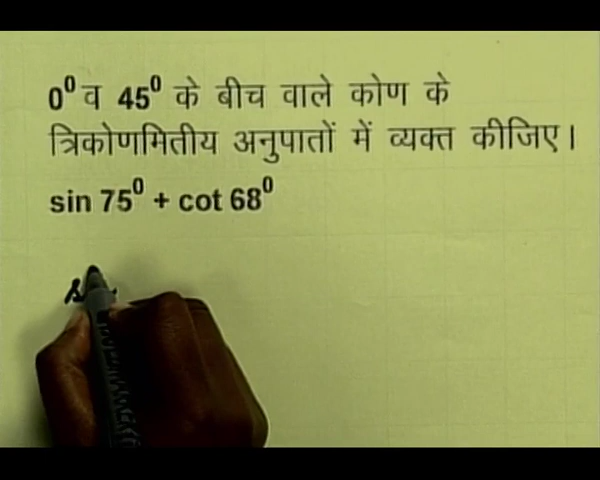 0⁰ व 45⁰ के बीच वाले कोण के
त्रिकोणमितीय अनुपातों में व्यक्त कीजिए।
sin 75⁰ + cot 68⁰